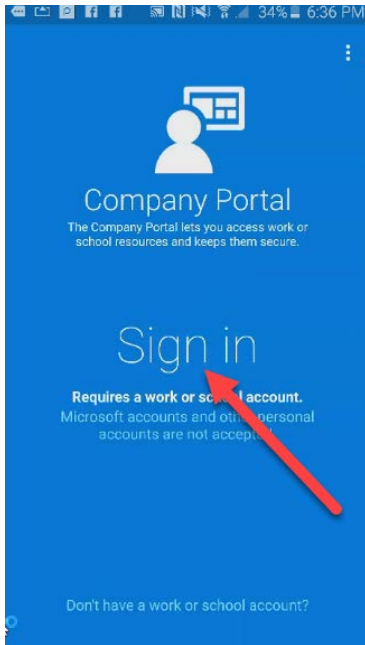 34% 6:36 PM
Company Portal
The Company Portal lets you access work or
school resources and keeps them secure.
Sign in
Requires a work or school account.
Microsoft accounts and other personal
accounts are not accepted.
Don't have a work or school account?